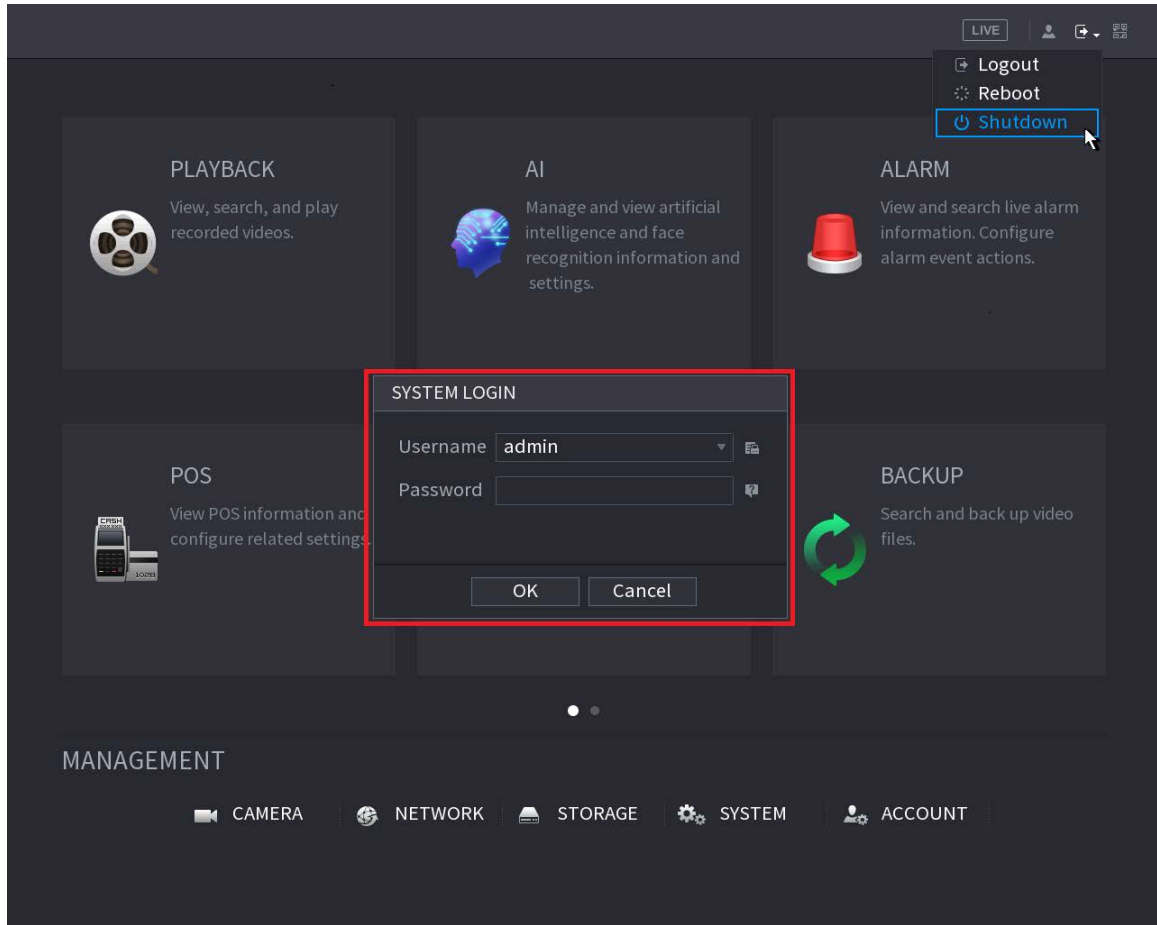 LIVE
Logout
Reboot
Shutdown
PLAYBACK
View, search, and play
recorded videos.
AI
Manage and view artificial
intelligence and face
recognition information and
settings.
ALARM
View and search live alarm
information. Configure
alarm event actions.
SYSTEM LOGIN
Username admin
Password
OK Cancel
POS
View POS information and
configure related settings.
CASH
BACKUP
Search and back up video
files.
MANAGEMENT
CAMERA NETWORK STORAGE SYSTEM ACCOUNT